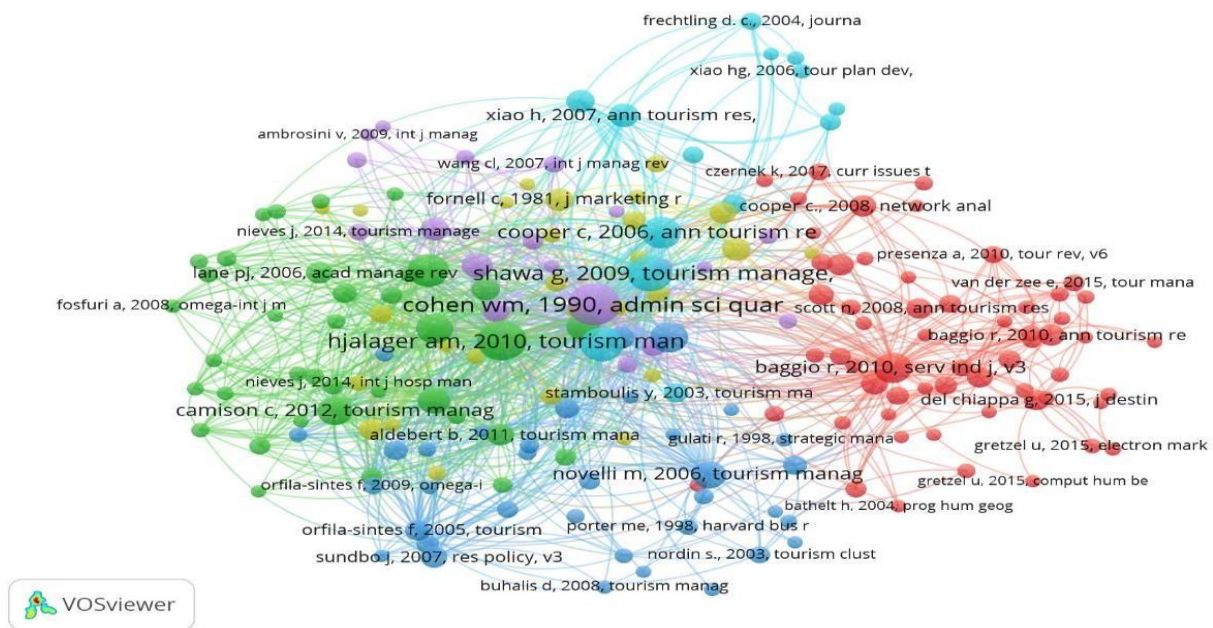 frechtling d. c., 2004, journa
xiao hg, 2006, tour plan dev,
xiao h, 2007, ann tourism res,
ambrosini v, 2009, int j manag
wang cl, 2007, int j manag rev
czernek k, 2017, curr issues t
fornell c, 1981, j marketing r
cooper c., 2008, network anal
nieves j, 2014, tourism manage
cooper c, 2006, ann tourism re
presenza a, 2010, tour rev, v6
lane pj, 2006, acad manage rev
shawa g, 2009, tourism manage,
van der zee e, 2015, tour mana
fosfuri a, 2008, omega-int j m
cohen wm, 1990, admin sci quar
scott n, 2008, ann tourism res
hjalager am, 2010, tourism man
baggio r, 2010, ann tourism re
baggio r, 2010, serv ind j, v3
nieves j, 2014, int j hosp man
stamboulis y, 2003, tourism ma
del chiappa g, 2015, j destin
camison c, 2012, tourism manag
aldebert b, 2011, tourism mana
gulati r, 1998, strategic mana
gretzel u, 2015, electron mark
novelli m, 2006, tourism manag
gretzel u, 2015, comput hum be
orfila-sintes f, 2009, omega-i
bathelt h, 2004, prog hum geog
orfila-sintes f, 2005, tourism
porter me, 1998, harvard bus r
sundbo j, 2007, res policy, v3
nordin s., 2003, tourism clust
buhalis d, 2008, tourism manag
VOSviewer